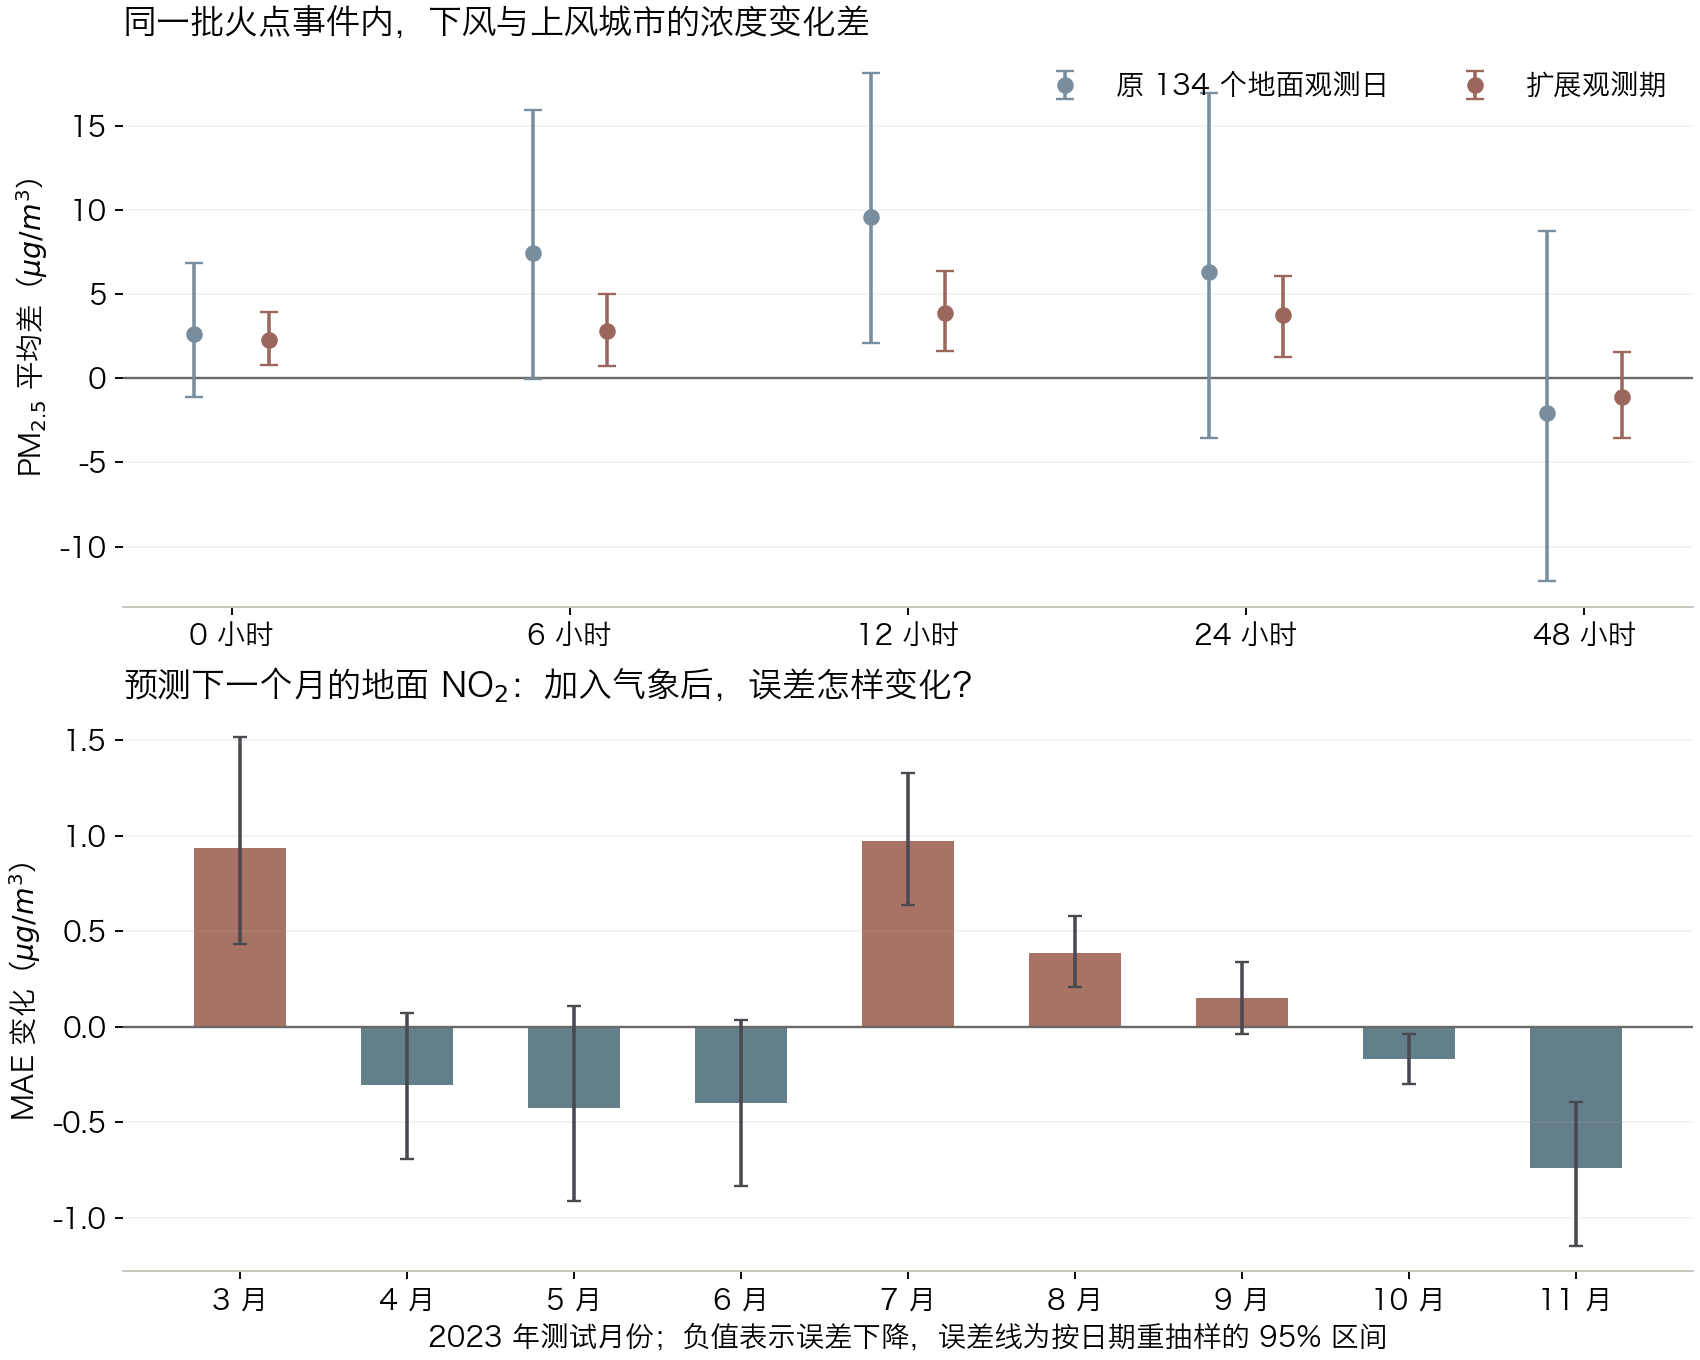 同一批火点事件内，下风与上风城市的浓度变化差
原 134 个地面观测日
扩展观测期
PM2.5 平均差（μg/m³）
15
10
5
0
-5
-10
0 小时
6 小时
12 小时
24 小时
48 小时
预测下一个月的地面 NO₂：加入气象后，误差怎样变化？
MAE 变化（μg/m³）
1.5
1.0
0.5
0.0
-0.5
-1.0
3 月
4 月
5 月
6 月
7 月
8 月
9 月
10 月
11 月
2023 年测试月份；负值表示误差下降，误差线为按日期重抽样的 95% 区间